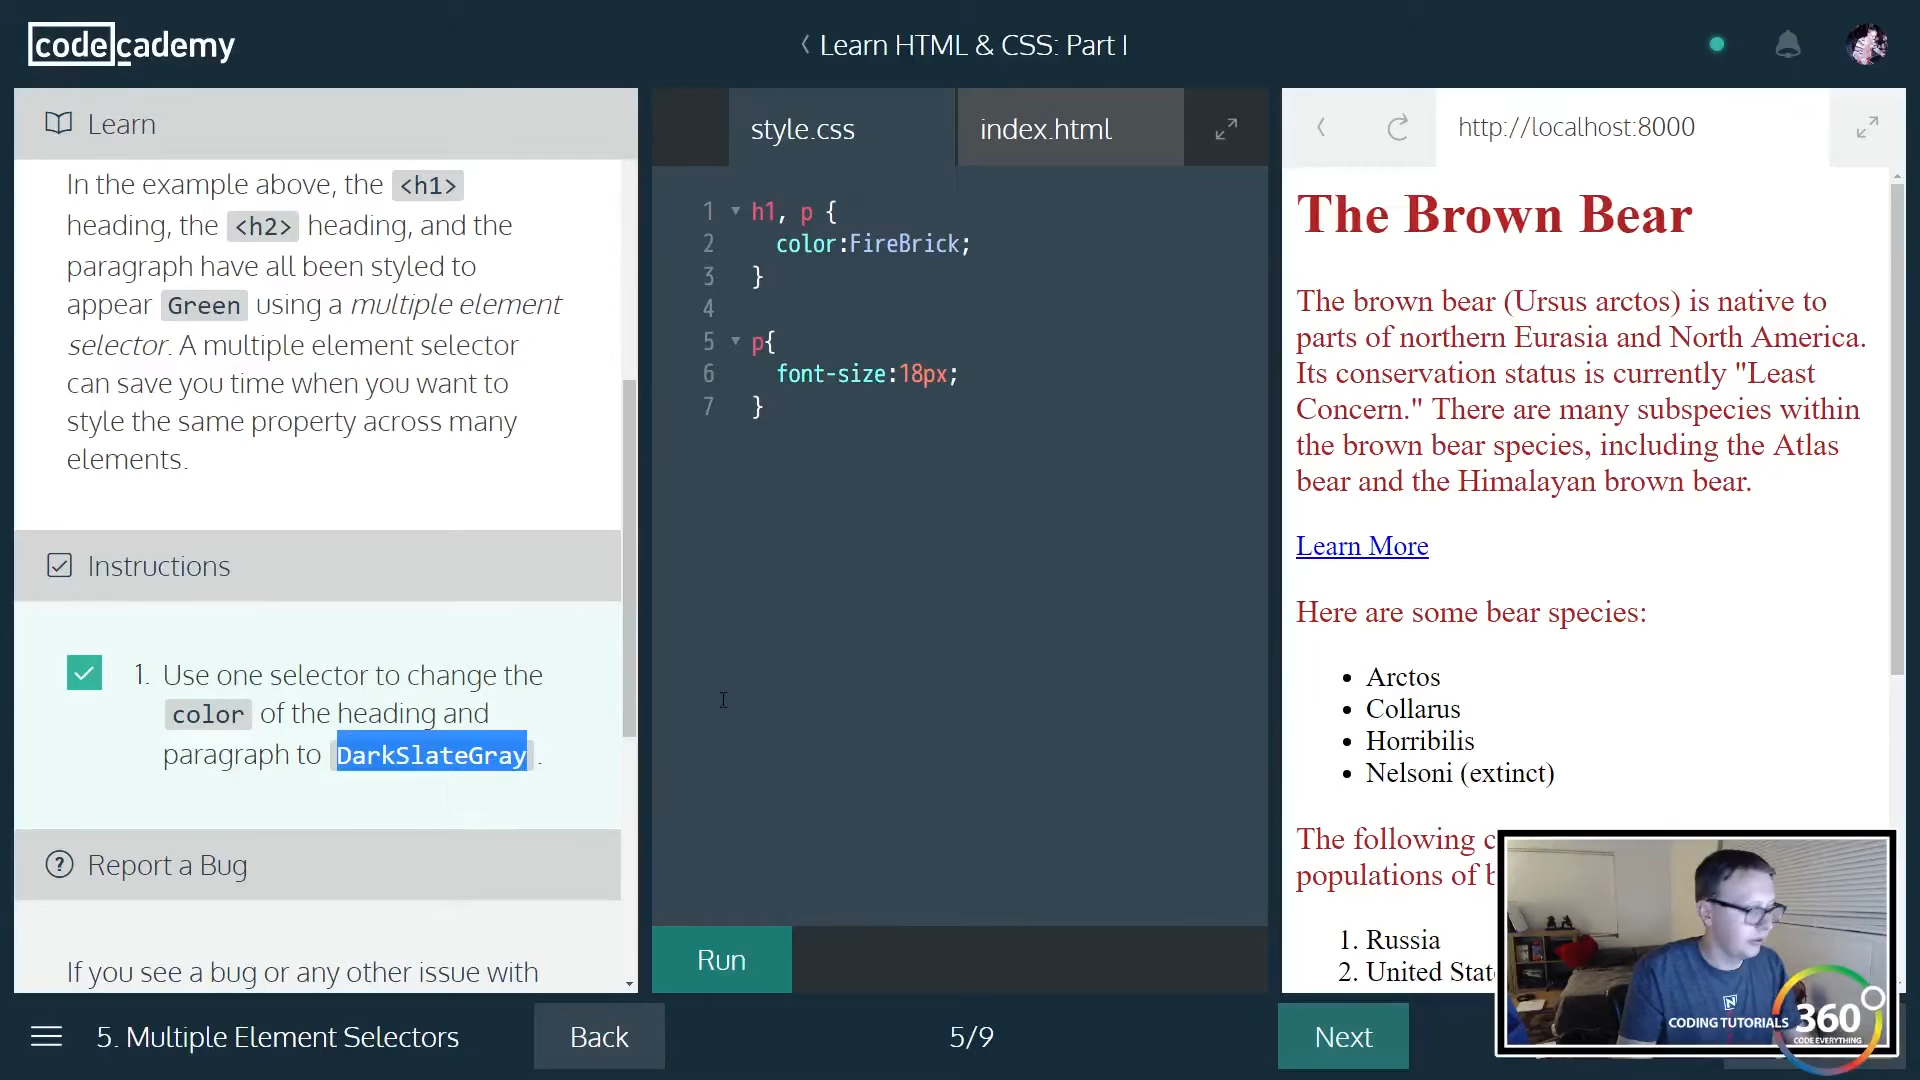 codecademy
Learn HTML & CSS: Part I
Learn
In the example above, the <h1>
heading, the <h2> heading, and the
paragraph have all been styled to
appear Green using a multiple element
selector. A multiple element selector
can save you time when you want to
style the same property across many
elements.
Instructions
1. Use one selector to change the
color of the heading and
paragraph to DarkSlateGray.
Report a Bug
If you see a bug or any other issue with
style.css
index.html
1 h1, p {
2 color:FireBrick;
3 }
4
5 p{
6 font-size:18px;
7 }
Run
http://localhost:8000
The Brown Bear
The brown bear (Ursus arctos) is native to
parts of northern Eurasia and North America.
Its conservation status is currently "Least
Concern." There are many subspecies within
the brown bear species, including the Atlas
bear and the Himalayan brown bear.
Learn More
Here are some bear species:
• Arctos
• Collarus
• Horribilis
• Nelsoni (extinct)
The following c
populations of b
1. Russia
2. United State
CODING TUTORIALS 360°
CODE EVERYTHING
5. Multiple Element Selectors
Back
5/9
Next